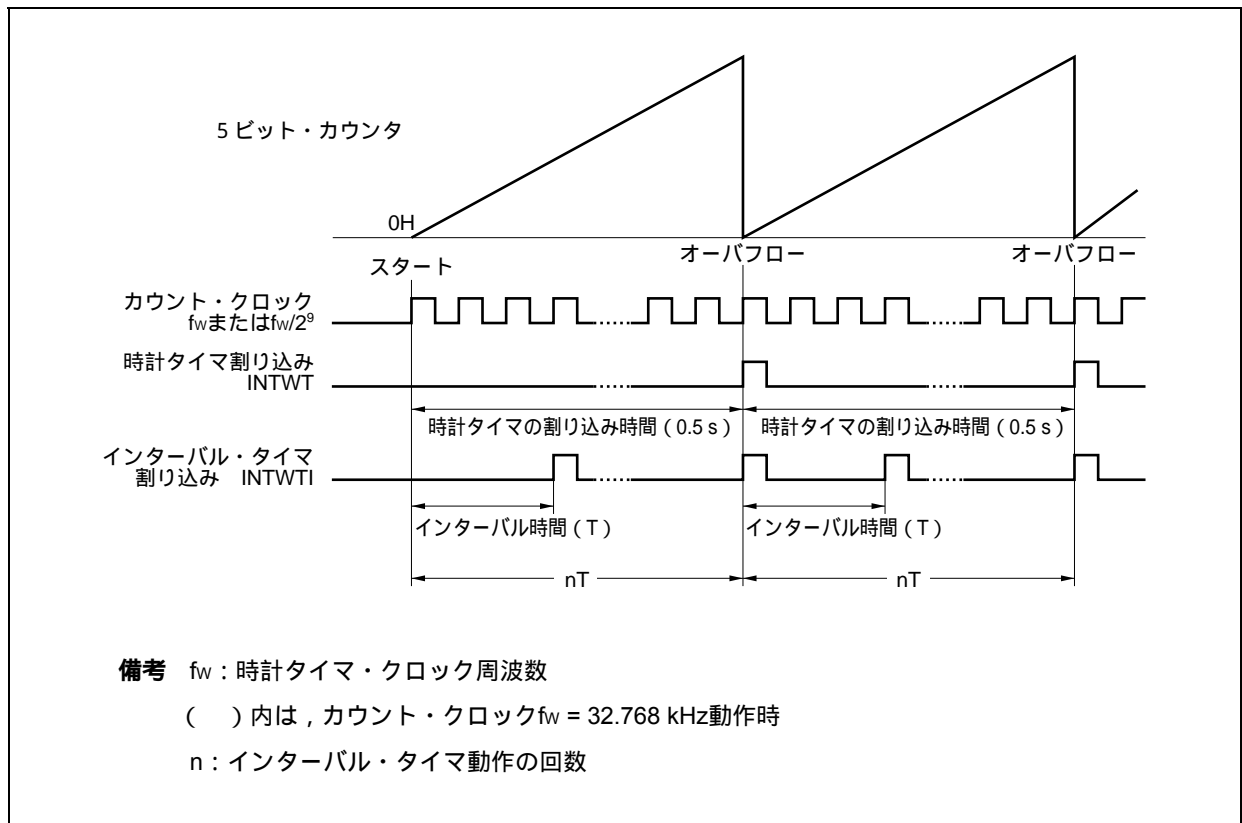 5 ビット・カウンタ
0H
スタート
オーバフロー
オーバフロー
カウント・クロック
fWまたはfW/2⁹
時計タイマ割り込み
INTWT
時計タイマの割り込み時間（0.5 s）
時計タイマの割り込み時間（0.5 s）
インターバル・タイマ
割り込み　INTWTI
インターバル時間（T）
インターバル時間（T）
nT
nT
備考　fW：時計タイマ・クロック周波数
（　）内は，カウント・クロックfW = 32.768 kHz動作時
n：インターバル・タイマ動作の回数